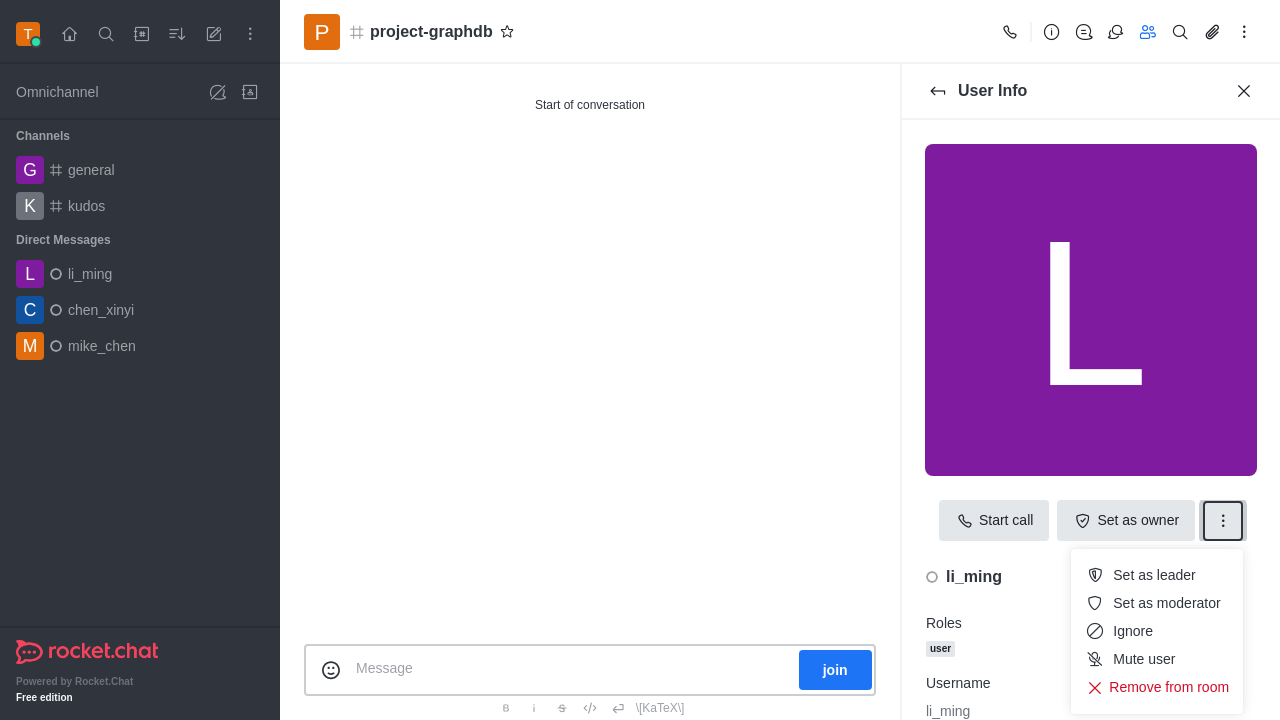 T
Omnichannel
Channels
G general
K kudos
Direct Messages
L li_ming
C chen_xinyi
M mike_chen
rocket.chat
Powered by Rocket.Chat
Free edition
P project-graphdb
Start of conversation
Message
join
\[KaTeX\]
User Info
L
Start call
Set as owner
Set as leader
Set as moderator
Ignore
Mute user
Remove from room
li_ming
Roles
user
Username
li_ming